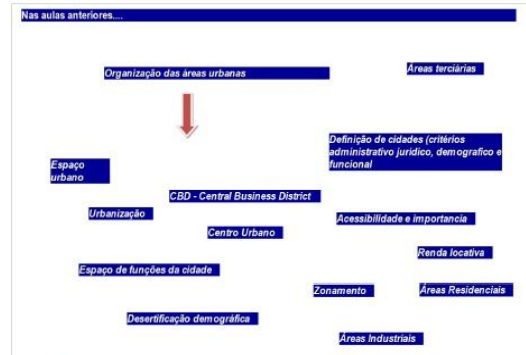 Nas aulas anteriores....
Áreas terciárias
Organização das áreas urbanas
Definição de cidades (critérios
administrativo jurídico, demografico e
funcional
Espaço
urbano
CBD - Central Business District
Urbanização
Acessibilidade e importancia
Centro Urbano
Renda locativa
Espaço de funções da cidade
Zonamento
Áreas Residenciais
Desertificação demográfica
Áreas Industriais